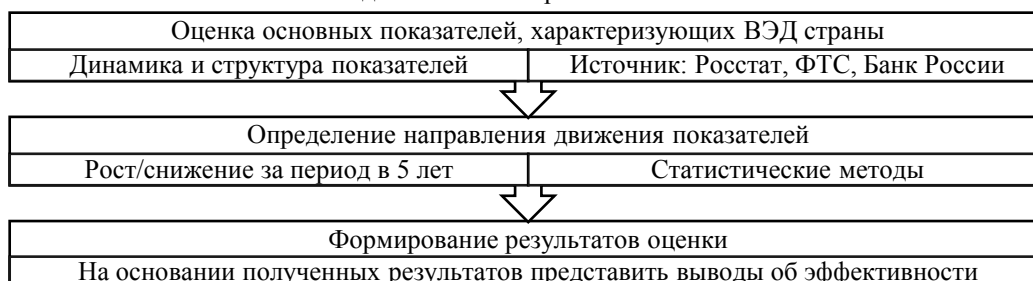 Оценка основных показателей, характеризующих ВЭД страны
Динамика и структура показателей
Источник: Росстат, ФТС, Банк России
Определение направления движения показателей
Рост/снижение за период в 5 лет
Статистические методы
Формирование результатов оценки
На основании полученных результатов представить выводы об эффективности